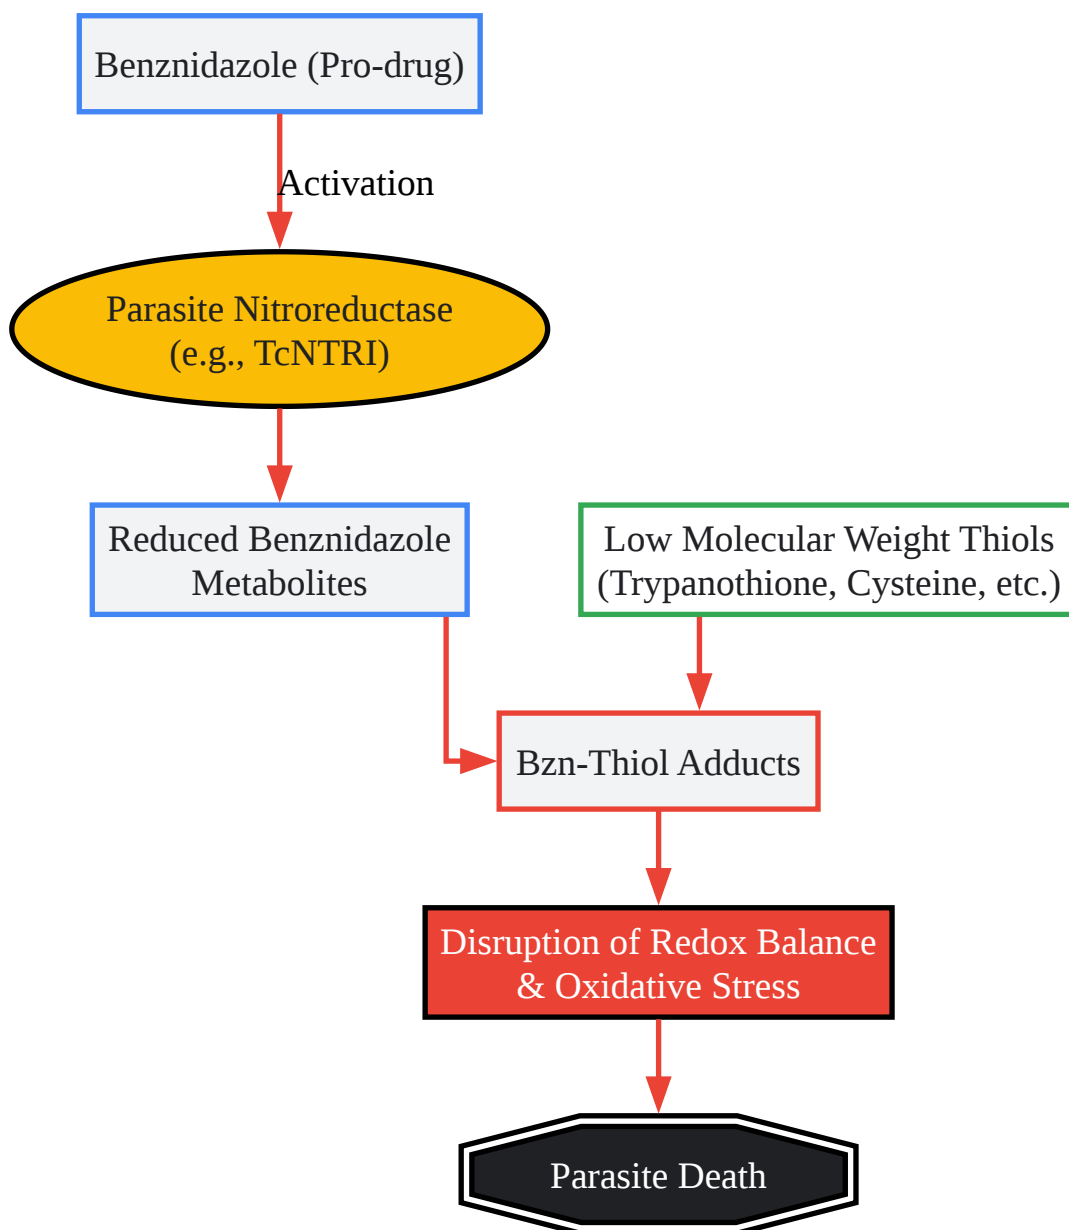 Benznidazole (Pro-drug)
Activation
Parasite Nitroreductase
(e.g., TcNTRI)
Reduced Benznidazole
Metabolites
Low Molecular Weight Thiols
(Trypanothione, Cysteine, etc.)
Bzn-Thiol Adducts
Disruption of Redox Balance
& Oxidative Stress
Parasite Death